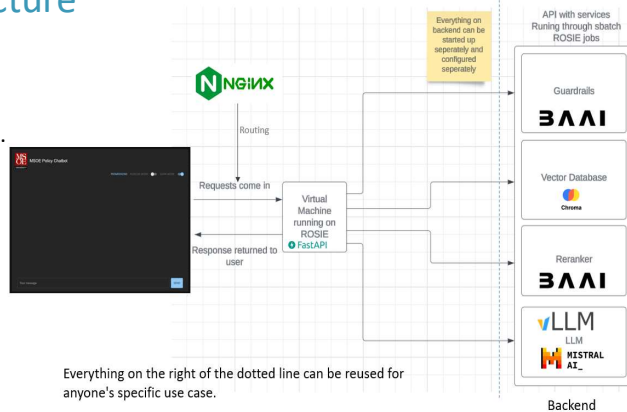 cture
Everything on
backend can be
started up
seperately and
configured
seperately
API with services
Runing through sbatch
ROSIE jobs
NGINX
Routing
Guardrails
BAAI
.
MSOE Policy Chatbot
Requests come in
Virtual
Machine
running on
ROSIE
FastAPI
Response returned to
user
Vector Database
Chroma
Reranker
BAAI
vLLM
LLM
MISTRAL
AI_
Everything on the right of the dotted line can be reused for
anyone's specific use case.
Backend